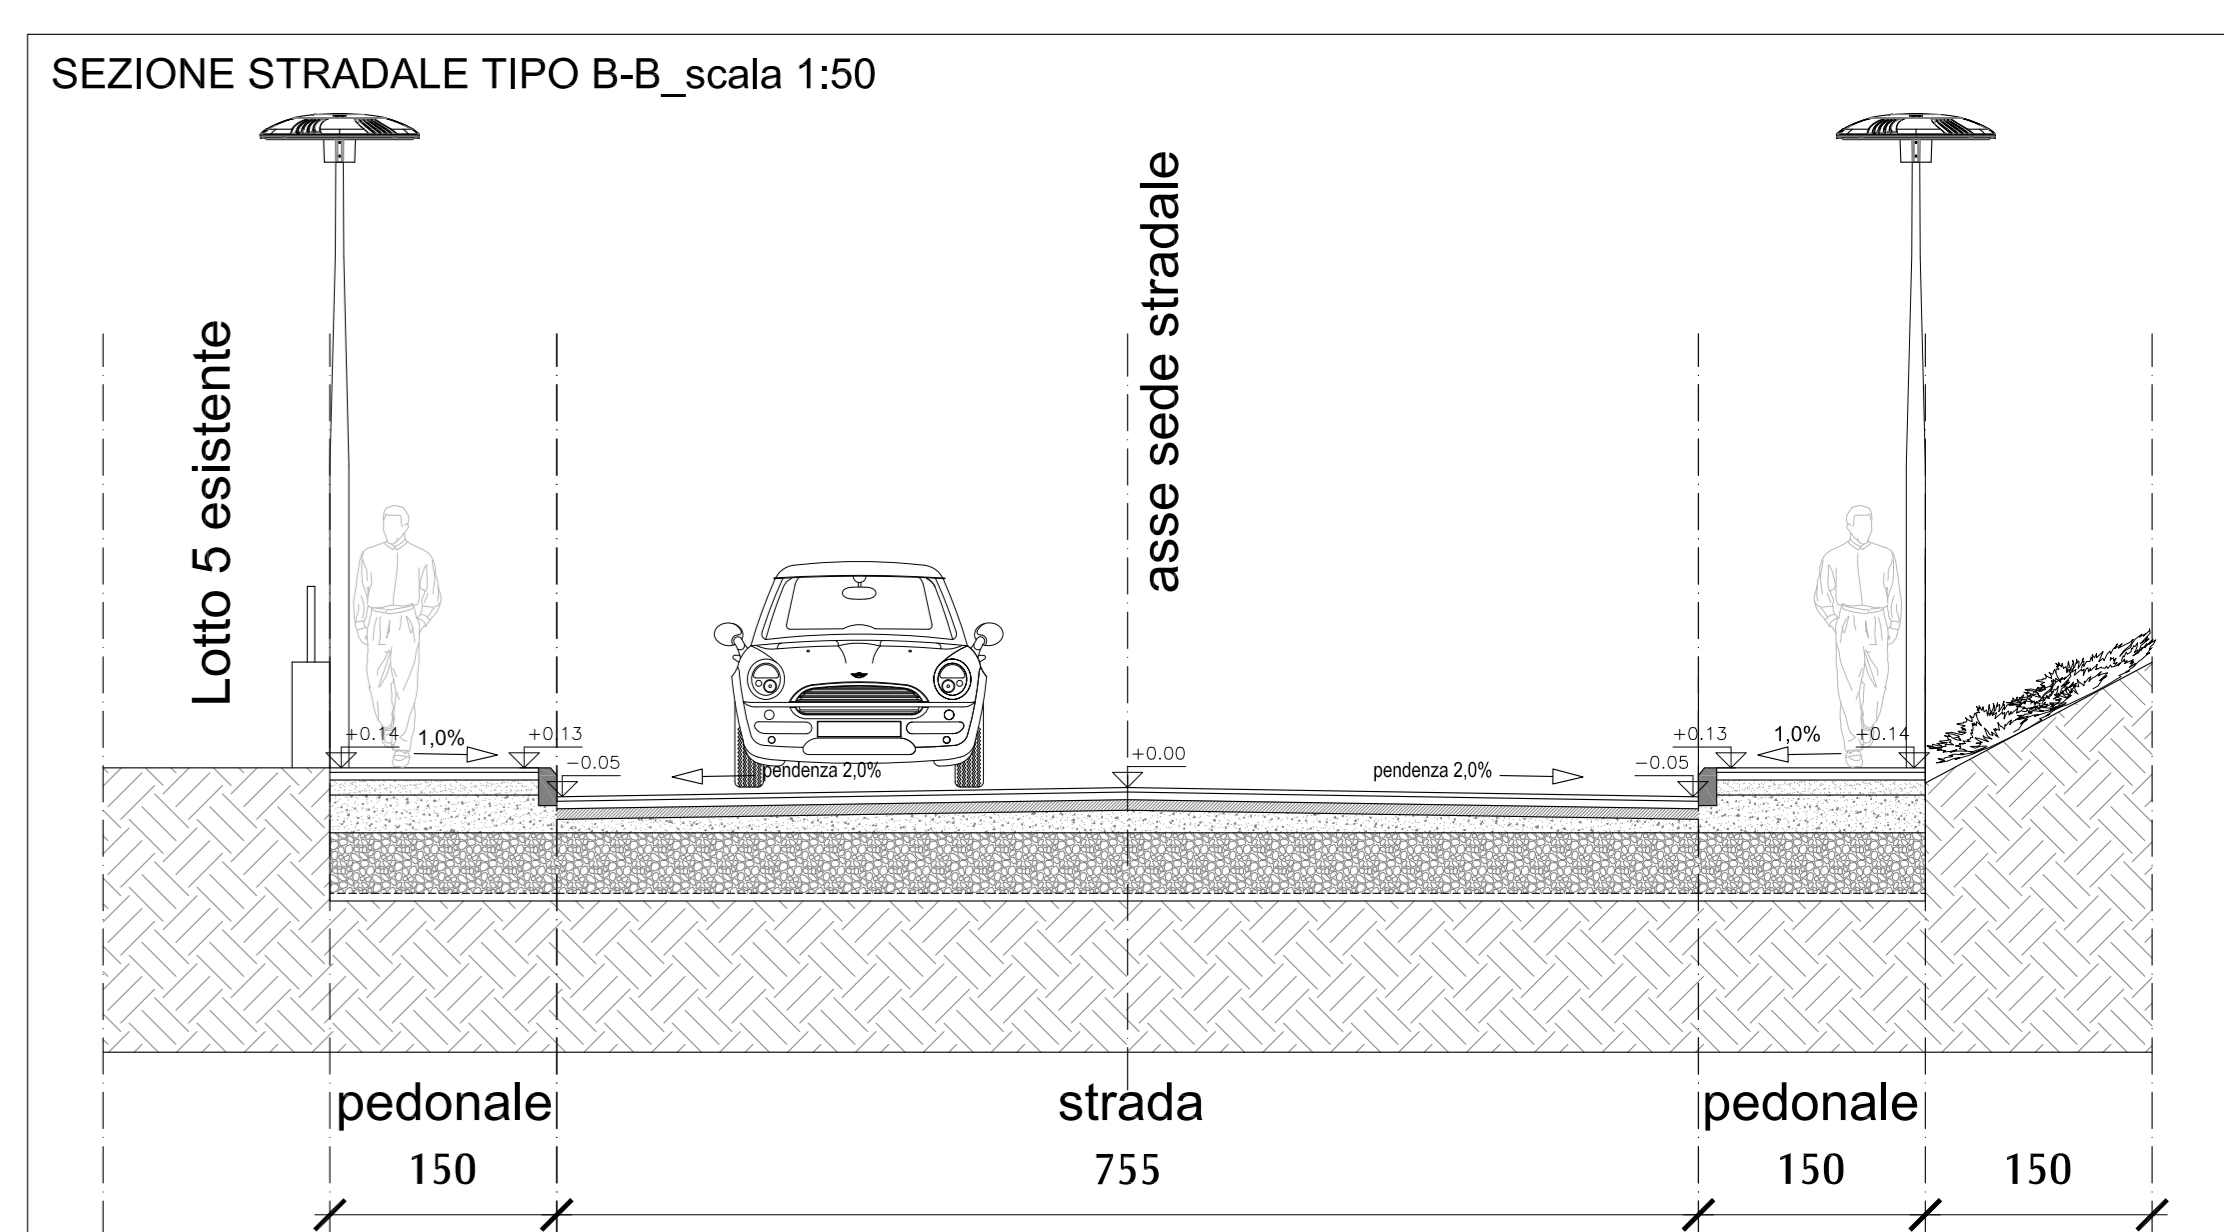 SEZIONE STRADALE TIPO B-B_scala 1:50
Lotto 5 esistente
asse sede stradale
+0.14
1,0%
+0.13
-0.05
pendenza 2,0%
+0.00
pendenza 2,0%
-0.05
+0.13
1,0%
+0.14
pedonale
strada
pedonale
150
755
150
150